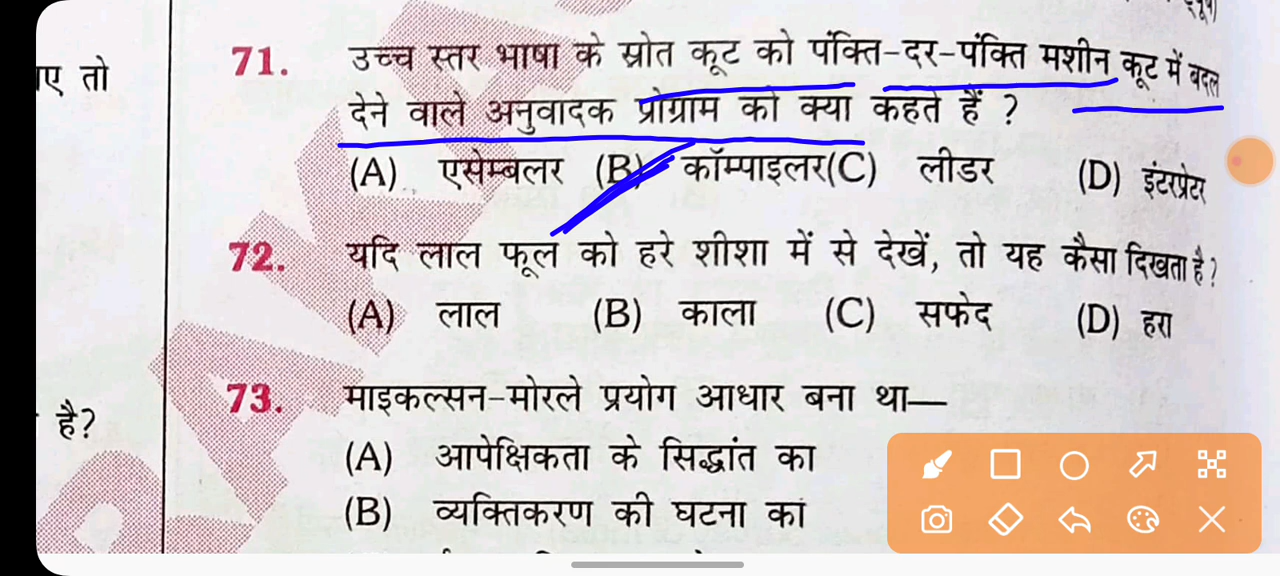 ए तो
71. उच्च स्तर भाषा के स्रोत कूट को पंक्ति-दर-पंक्ति मशीन कूट में बदल
देने वाले अनुवादक प्रोग्राम को क्या कहते हैं ?
(A) एसेम्बलर (B) कॉम्पाइलर(C) लीडर (D) इंटरप्रेटर
72. यदि लाल फूल को हरे शीशा में से देखें, तो यह कैसा दिखता है?
(A) लाल (B) काला (C) सफेद (D) हरा
73. माइकल्सन-मोरले प्रयोग आधार बना था—
है?
(A) आपेक्षिकता के सिद्धांत का
(B) व्यक्तिकरण की घटना का